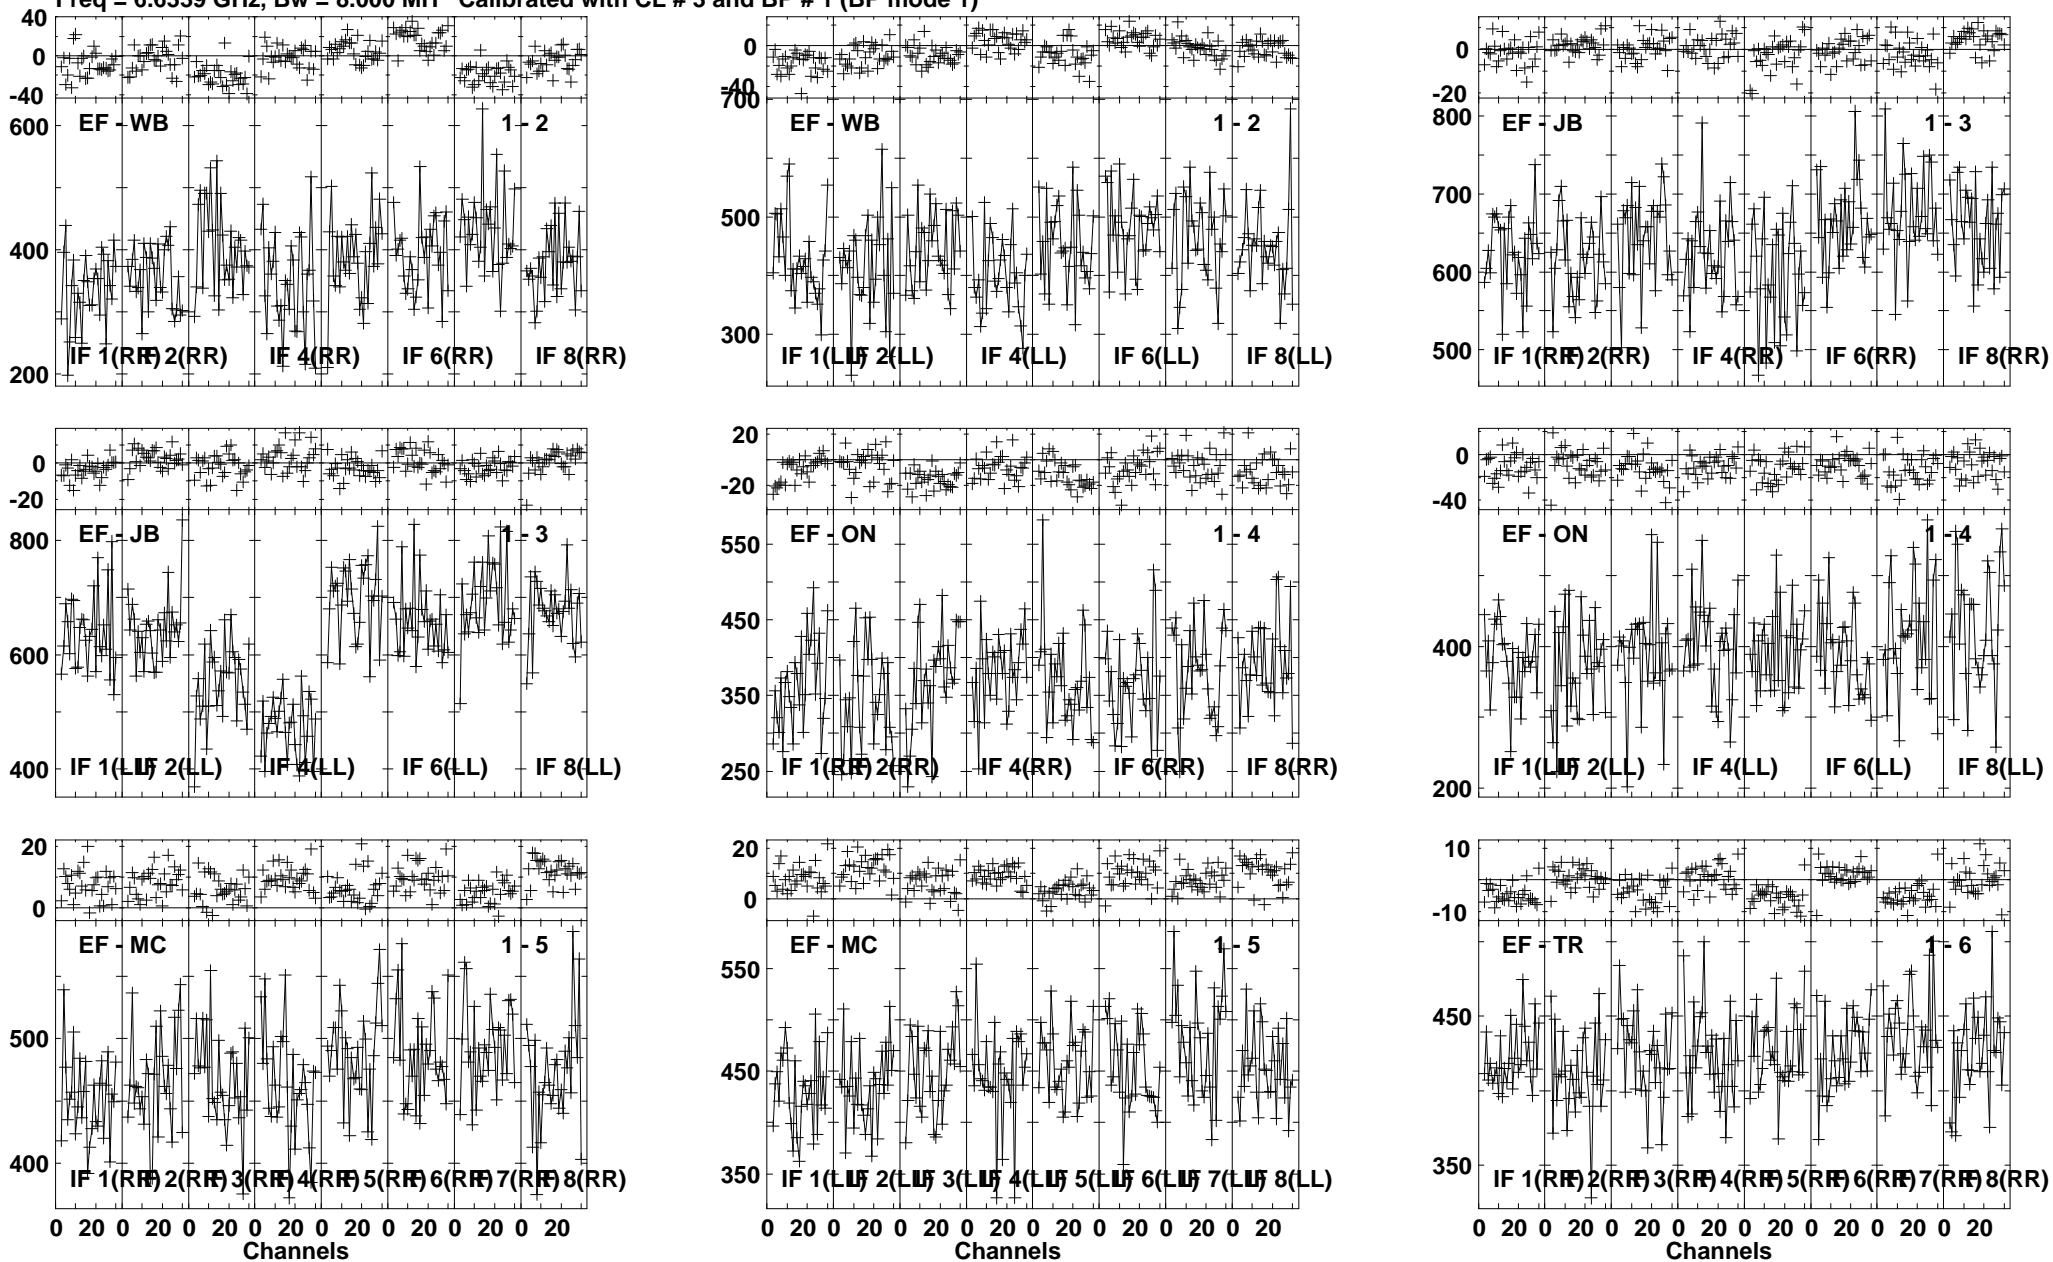 Freq = 6.6339 GHz, Bw = 8.000 MH Calibrated with CL # 3 and BP # 1 (BP mode 1)
40
0
-40
0
-40
0
-20
600
400
200
EF - WB 1 - 2
IF 1(RR) IF 2(RR) IF 4(RR) IF 6(RR) IF 8(RR)
700
500
300
EF - WB 1 - 2
IF 1(LL) IF 2(LL) IF 4(LL) IF 6(LL) IF 8(LL)
800
700
600
500
EF - JB 1 - 3
IF 1(RR) IF 2(RR) IF 4(RR) IF 6(RR) IF 8(RR)
0
-20
20
0
-20
0
-40
800
600
400
EF - JB 1 - 3
IF 1(LL) IF 2(LL) IF 4(LL) IF 6(LL) IF 8(LL)
550
450
350
250
EF - ON 1 - 4
IF 1(RR) IF 2(RR) IF 4(RR) IF 6(RR) IF 8(RR)
400
200
EF - ON 1 - 4
IF 1(LL) IF 2(LL) IF 4(LL) IF 6(LL) IF 8(LL)
20
0
20
0
10
-10
500
400
EF - MC 1 - 5
IF 1(RR) IF 2(RR) IF 3(RR) IF 4(RR) IF 5(RR) IF 6(RR) IF 7(RR) IF 8(RR)
0 20 0 20 0 20 0 20 0 20 0 20 0 20 0 20
Channels
550
450
350
EF - MC 1 - 5
IF 1(LL) IF 2(LL) IF 3(LL) IF 4(LL) IF 5(LL) IF 6(LL) IF 7(LL) IF 8(LL)
0 20 0 20 0 20 0 20 0 20 0 20 0 20 0 20
Channels
450
350
EF - TR 1 - 6
IF 1(RR) IF 2(RR) IF 3(RR) IF 4(RR) IF 5(RR) IF 6(RR) IF 7(RR) IF 8(RR)
0 20 0 20 0 20 0 20 0 20 0 20 0 20 0 20
Channels